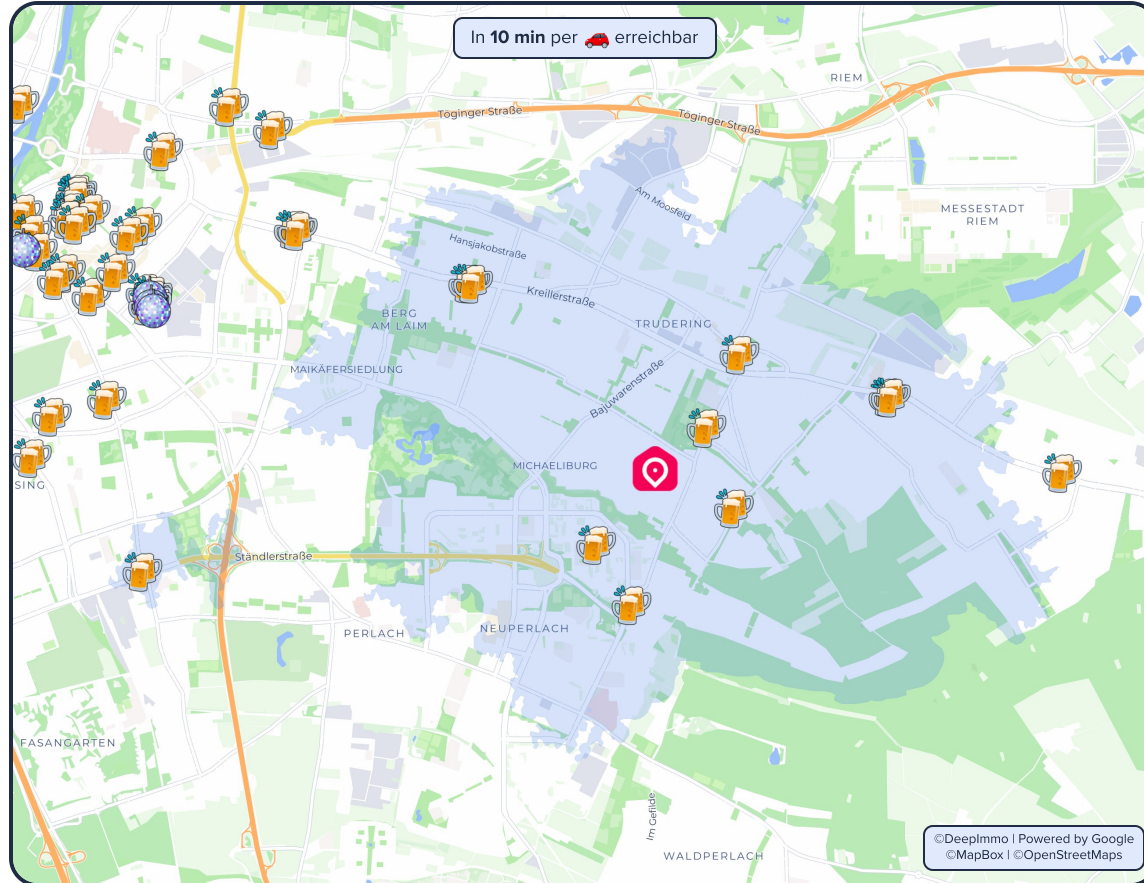 In 10 min per erreichbar
RIEM
Töginger Straße
Töginger Straße
Am Moosfeld
MESSESTADT
RIEM
Hansjakobstraße
Kreillerstraße
BERG
AM LAIM
TRUDERING
MAIKÄFERSIEDLUNG
Bajuwarenstraße
MICHAELIBURG
SING
Ständlerstraße
PERLACH
NEUPERLACH
FASANGARTEN
Im Gefilde
WALDPERLACH
©DeepImmo | Powered by Google
©MapBox | ©OpenStreetMaps